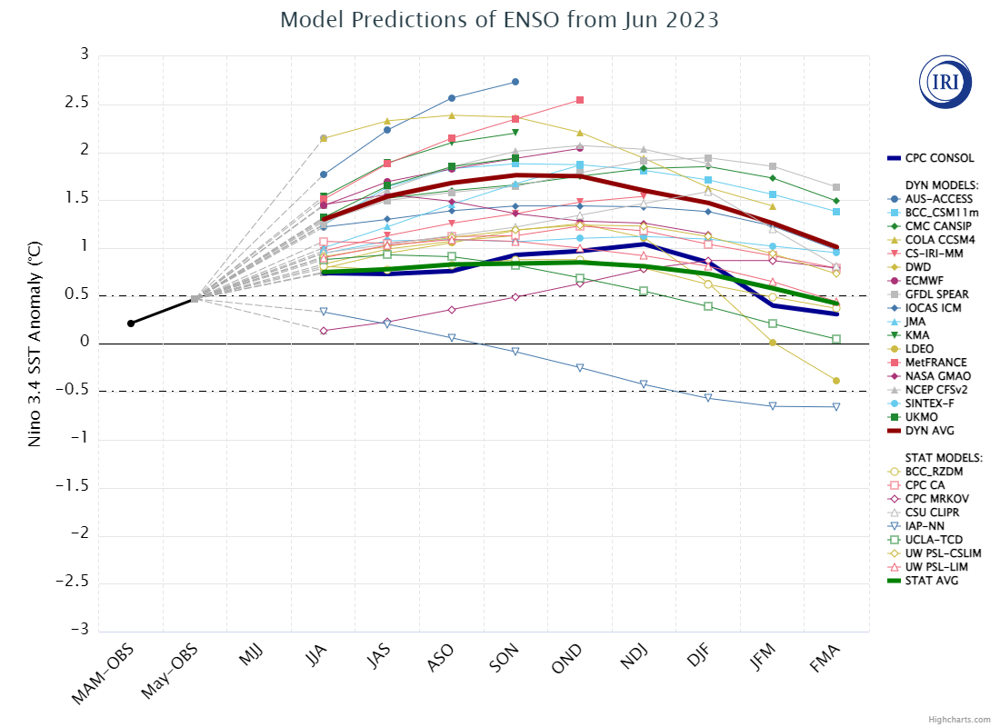 Model Predictions of ENSO from Jun 2023
IRI
Nino 3.4 SST Anomaly (°C)
3
2.5
2
1.5
1
0.5
0
−0.5
−1
−1.5
−2
−2.5
−3
MAM-OBS
May-OBS
MJJ
JJA
JAS
ASO
SON
OND
NDJ
DJF
JFM
FMA
CPC CONSOL
DYN MODELS:
AUS-ACCESS
BCC_CSM11m
CMC CANSIP
COLA CCSM4
CS-IRI-MM
DWD
ECMWF
GFDL SPEAR
IOCAS ICM
JMA
KMA
LDEO
MetFRANCE
NASA GMAO
NCEP CFSv2
SINTEX-F
UKMO
DYN AVG
STAT MODELS:
BCC_RZDM
CPC CA
CPC MRKOV
CSU CLIPR
IAP-NN
UCLA-TCD
UW PSL-CSLIM
UW PSL-LIM
STAT AVG
Highcharts.com